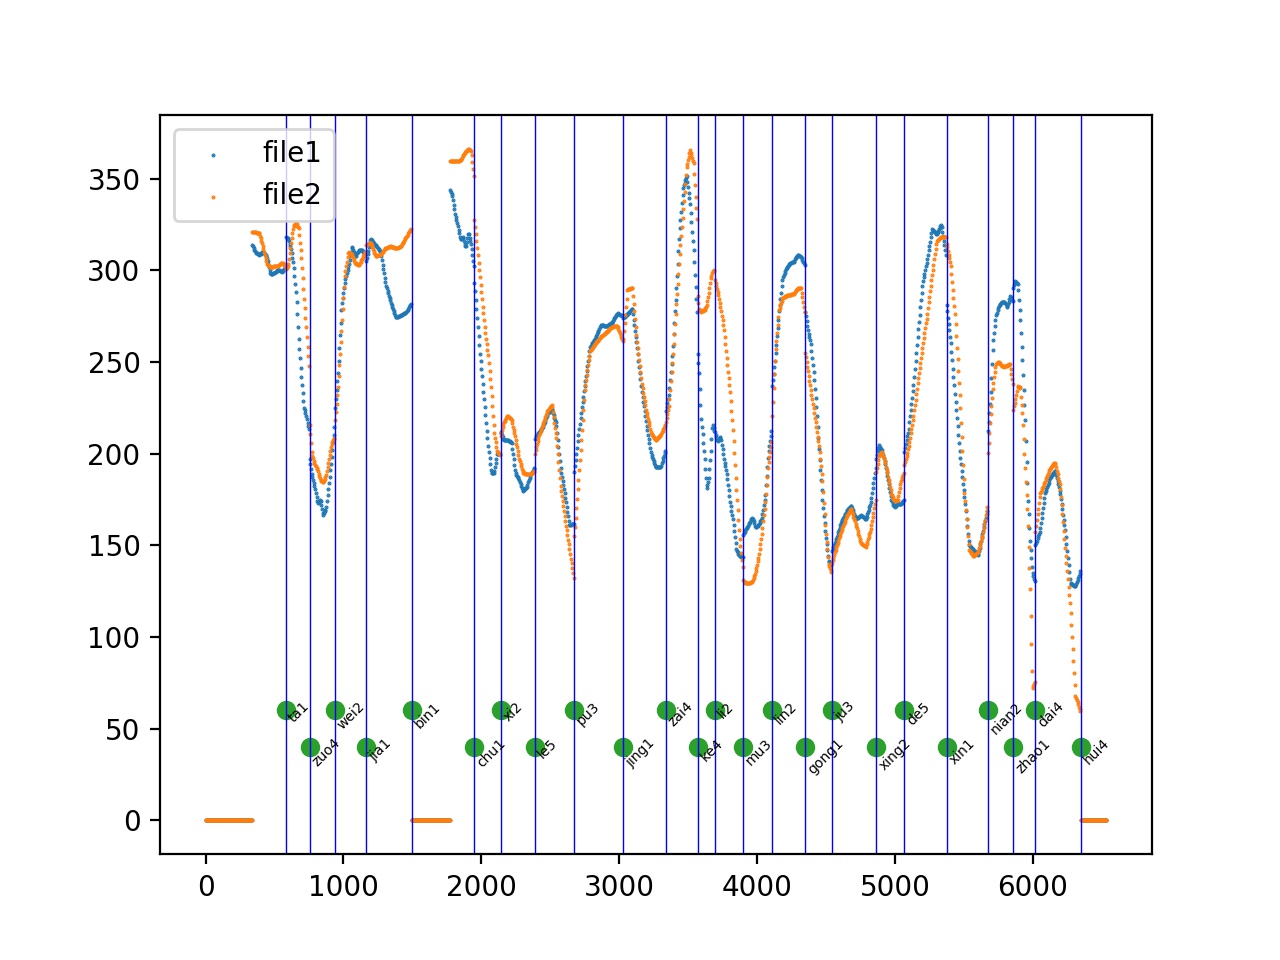 file1
file2
350
300
250
200
150
100
50
0
ta1
wei2
bin1
xi2
pu3
zai4
li2
lin2
ju3
de5
nian2
dai4
zuo4
jia1
chu1
le5
jing1
ke4
mu3
gong1
xing2
xin1
zhao1
hui4
0 1000 2000 3000 4000 5000 6000